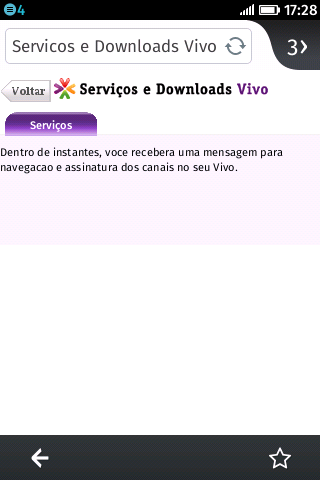 4 17:28
Servicos e Downloads Vivo 3
Voltar Serviços e Downloads Vivo
Serviços
Dentro de instantes, voce recebera uma mensagem para
navegacao e assinatura dos canais no seu Vivo.